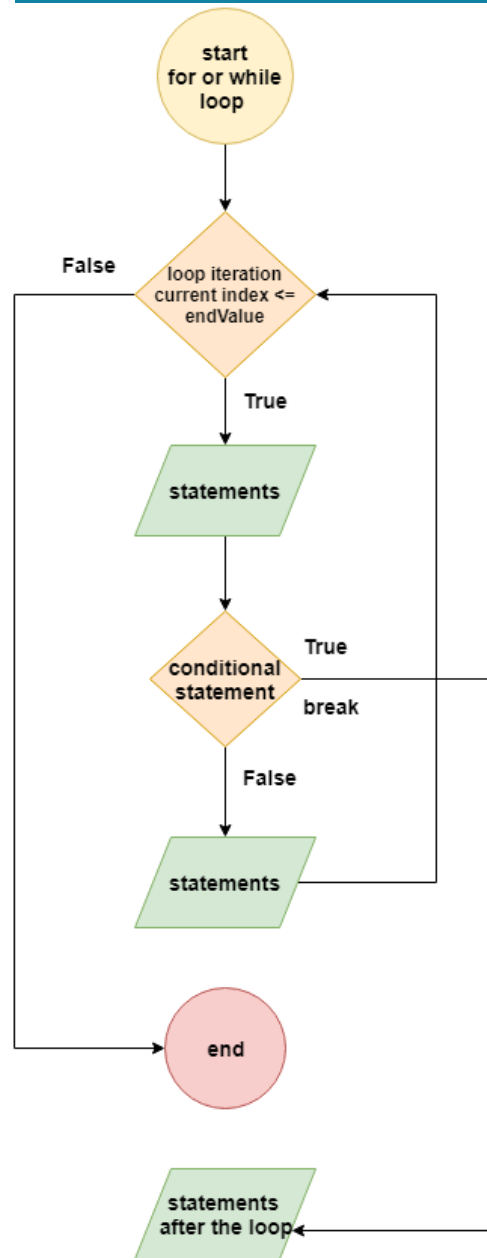 start
for or while
loop
False
loop iteration
current index <=
endValue
True
statements
conditional
statement
True
break
False
statements
end
statements
after the loop